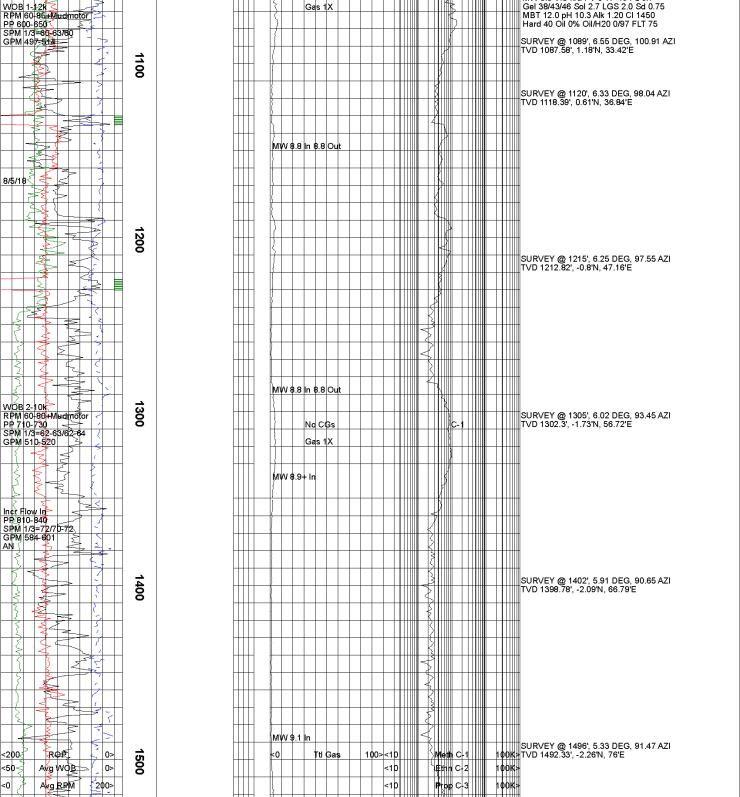 WOB 1-12k
RPM 60-86+Mudmotor
PP 600-650
SPM 1/3=60-63/60
GPM 497-514
Gas 1X
Gel 38/43/46 Sol 2.7 LGS 2.0 Sd 0.75
MBT 12.0 pH 10.3 Alk 1.20 Cl 1450
Hard 40 Oil 0% Oil/H20 0/97 FLT 75
SURVEY @ 1089', 6.55 DEG, 100.91 AZI
TVD 1087.58', 1.18'N, 33.42'E
1100
SURVEY @ 1120', 6.33 DEG, 98.04 AZI
TVD 1118.39', 0.61'N, 36.84'E
MW 8.8 In 8.8 Out
8/5/18
1200
SURVEY @ 1215', 6.25 DEG, 97.55 AZI
TVD 1212.82', -0.8'N, 47.16'E
MW 8.8 In 8.8 Out
WOB 2-10k
RPM 60-80+Mudmotor
PP 710-730
SPM 1/3=62-63/62-64
GPM 510-520
1300
No CGs
C-1
Gas 1X
SURVEY @ 1305', 6.02 DEG, 93.45 AZI
TVD 1302.3', -1.73'N, 56.72'E
MW 8.9+ In
Incr Flow In
PP 810-840
SPM 1/3=72/70-72
GPM 584-601
AN
1400
SURVEY @ 1402', 5.91 DEG, 90.65 AZI
TVD 1398.78', -2.09'N, 66.79'E
MW 9.1 In
SURVEY @ 1496', 5.33 DEG, 91.47 AZI
TVD 1492.33', -2.26'N, 76'E
1500
<200 ROP 0> <0 Ttl Gas 100> <10 Meth C-1 100K>
<50 Avg WOB 0> <10 Ethn C-2 100K>
<0 Avg RPM 200> <10 Prop C-3 100K>